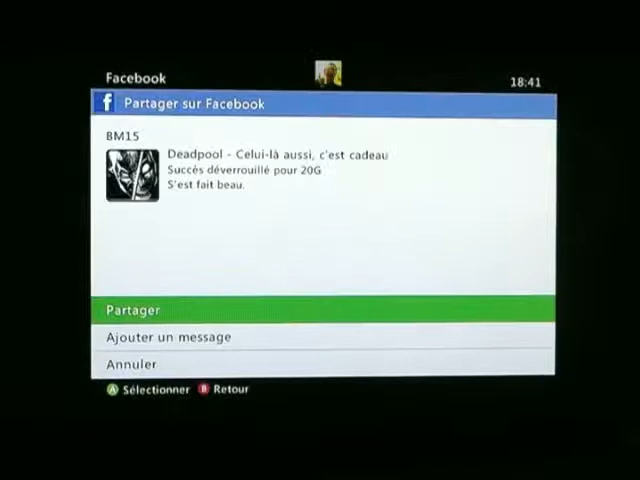 Facebook
18:41
f Partager sur Facebook
BM15
Deadpool - Celui-là aussi, c'est cadeau
Succès déverrouillé pour 20G
S'est fait beau.
Partager
Ajouter un message
Annuler
A Sélectionner B Retour